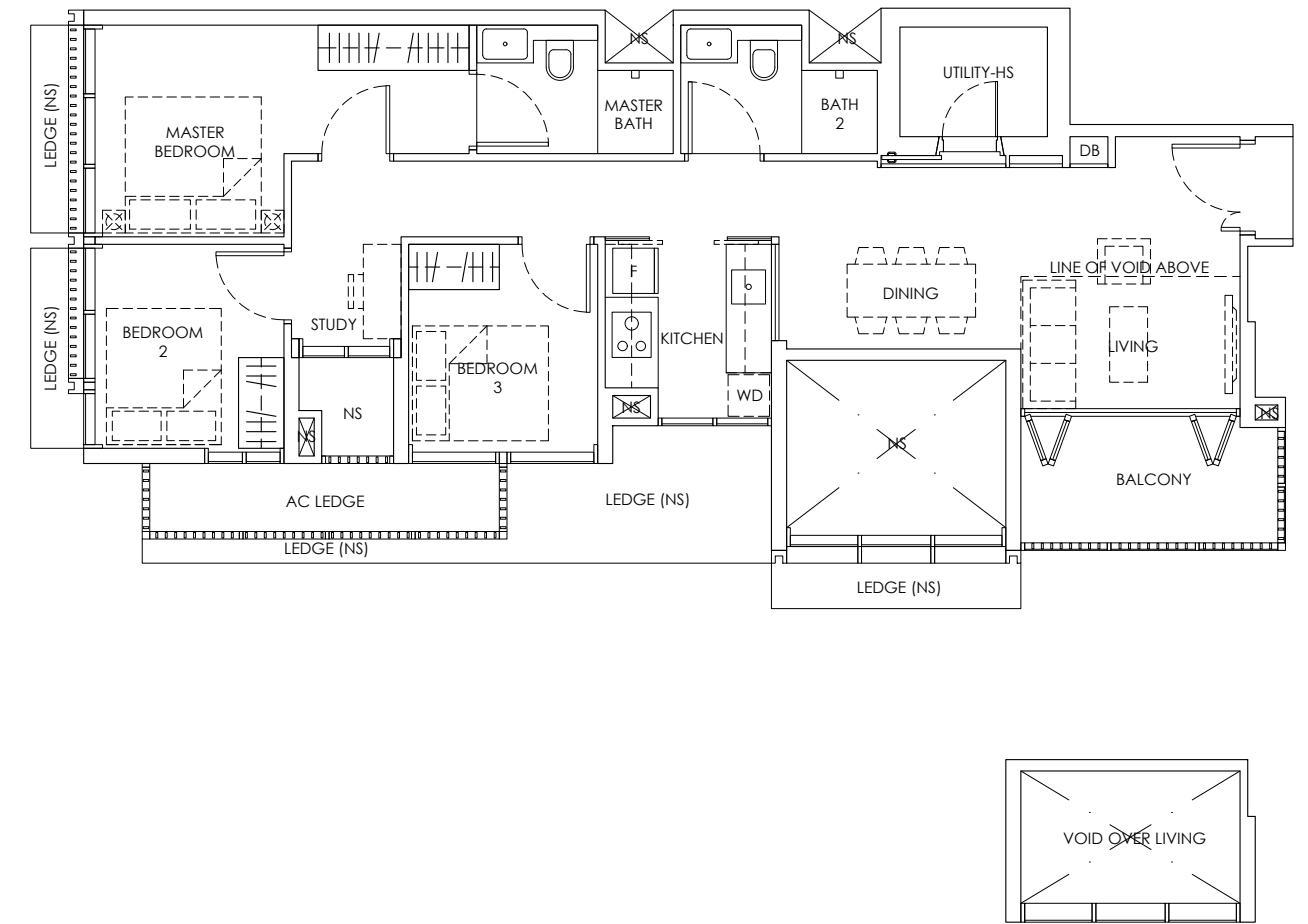 NS
NS
UTILITY-HS
LEDGE (NS)
MASTER
BEDROOM
MASTER
BATH
BATH
2
DB
LINE OF VOID ABOVE
F
DINING
LEDGE (NS)
BEDROOM
2
STUDY
KITCHEN
LIVING
BEDROOM
3
WD
NS
NS
NS
NS
NS
BALCONY
AC LEDGE
LEDGE (NS)
LEDGE (NS)
LEDGE (NS)
VOID OVER LIVING